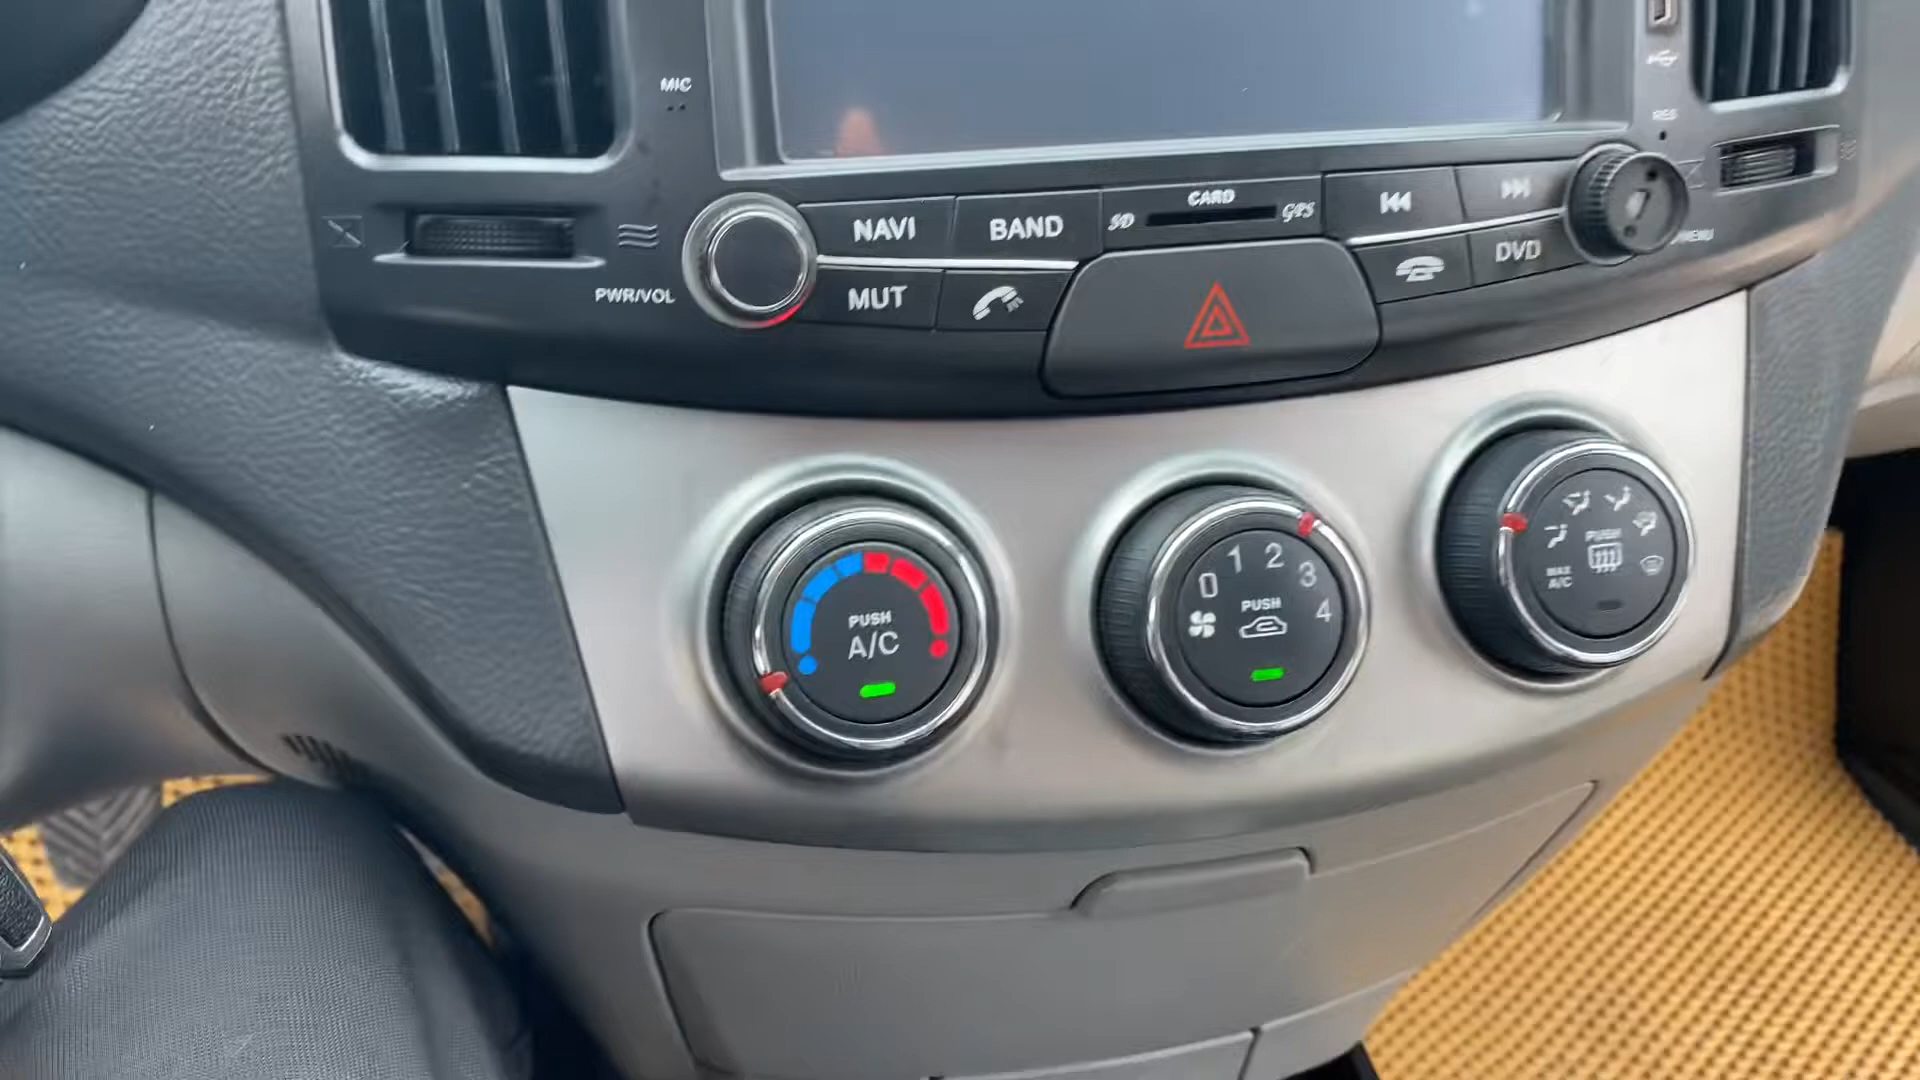 MIC
RES
PWR/VOL
NAVI
BAND
CARD
SD
GPS
MUT
DVD
PUSH
A/C
0 1 2 3 4
PUSH
PUSH
MAX
A/C